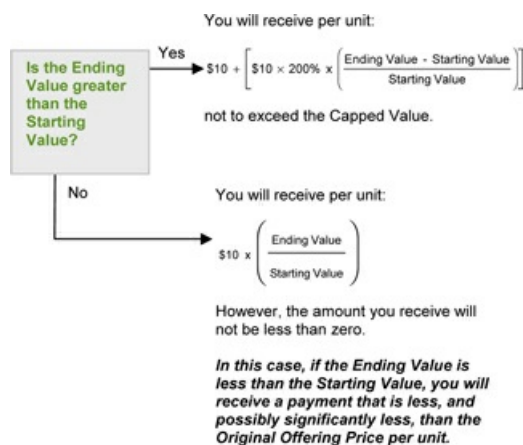 You will receive per unit:
Is the Ending
Value greater
than the
Starting
Value?
Yes
$10 + [$10 × 200% x (Ending Value - Starting Value
Starting Value)]
not to exceed the Capped Value.
No
You will receive per unit:
$10 x (Ending Value
Starting Value)
However, the amount you receive will
not be less than zero.
In this case, if the Ending Value is
less than the Starting Value, you will
receive a payment that is less, and
possibly significantly less, than the
Original Offering Price per unit.